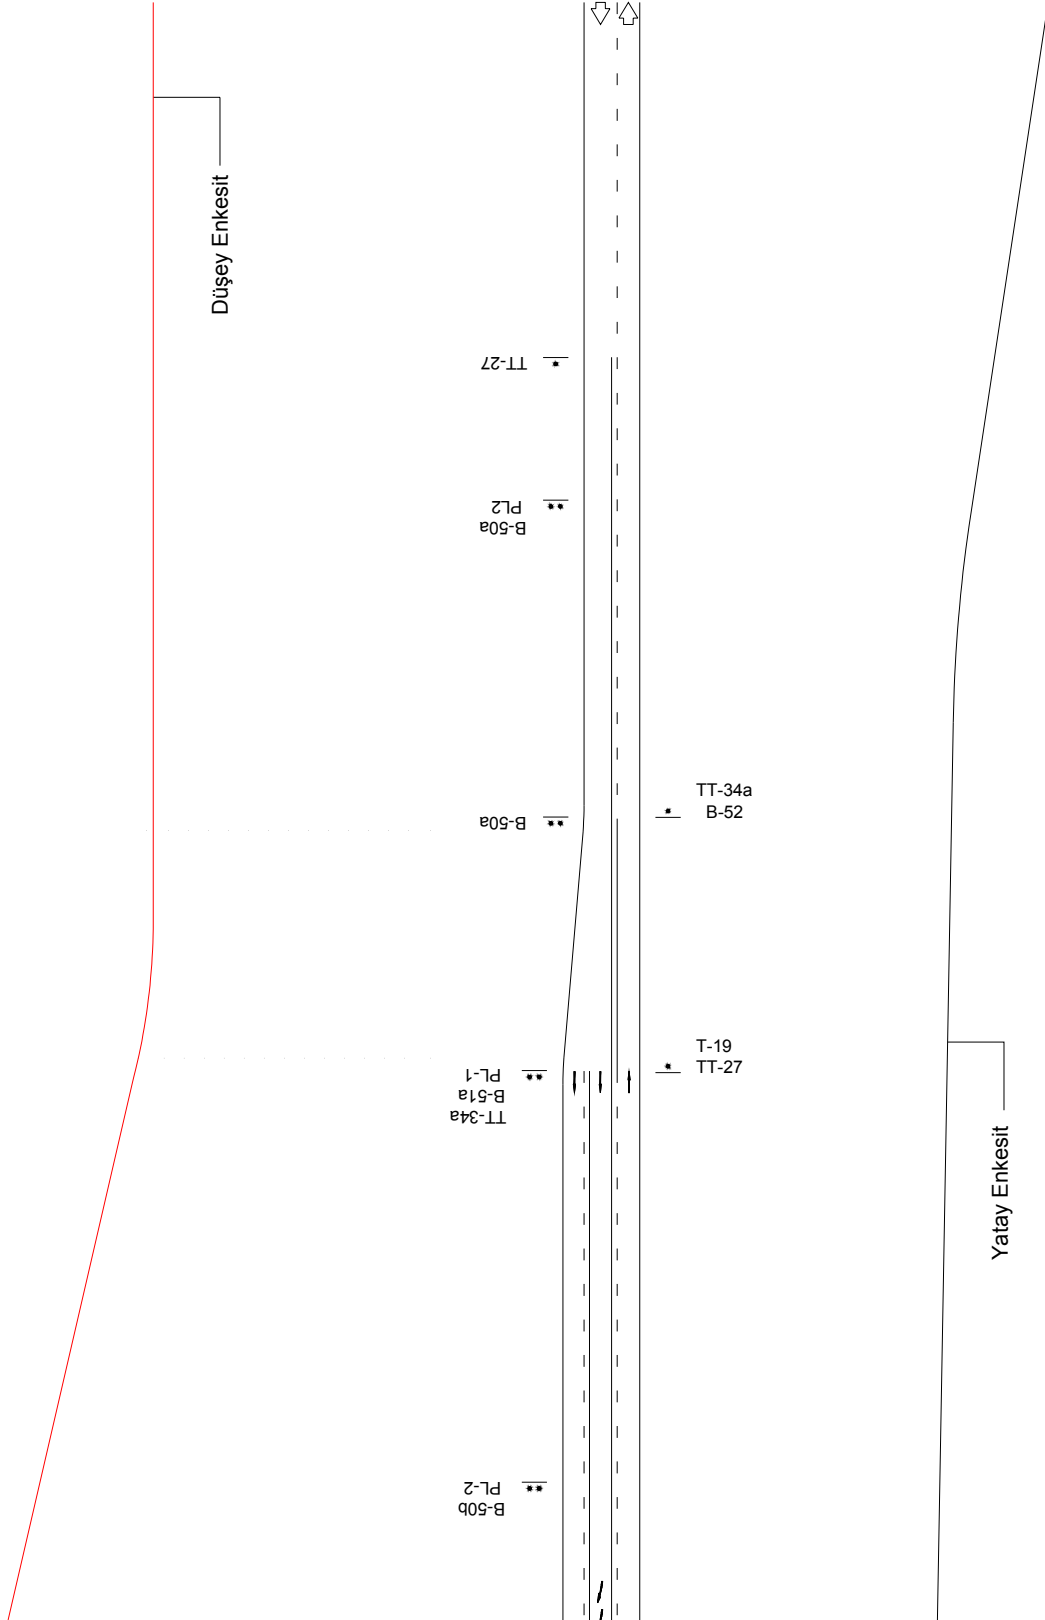 Düşey Enkesit
TT-27
PL2
B-50a
B-50a
TT-34a
B-52
PL-1
B-51a
TT-34a
T-19
TT-27
Yatay Enkesit
PL-2
B-50b